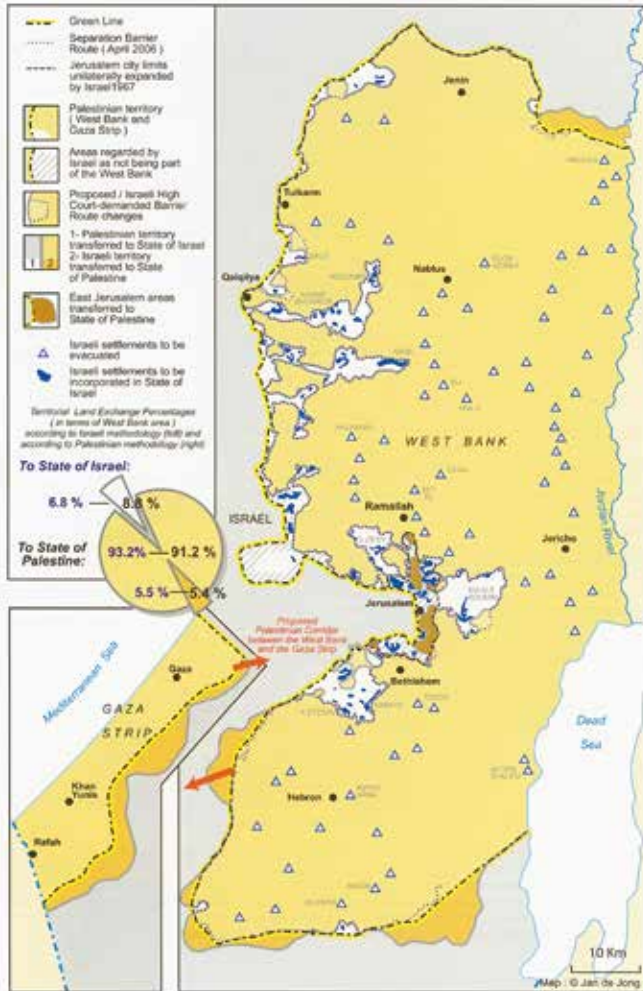 Green Line
Separation Barrier
Route ( April 2006 )
Jerusalem city limits
unilaterally expanded
by Israel1967
Palestinian territory
( West Bank and
Gaza Strip )
Areas regarded by
Israel as not being part
of the West Bank
Proposed / Israeli High
Court-demanded Barrier
Route changes
1- Palestinian territory
transferred to State of Israel
2- Israeli territory
transferred to State
of Palestine
1 2
East Jerusalem areas
transferred to
State of Palestine
Israeli settlements to be
evacuated
Israeli settlements to be
incorporated in State of
Israel
Territorial Land Exchange Percentages
( in terms of West Bank area )
according to Israeli methodology (left) and
according to Palestinian methodology (right)
To State of Israel:
6.8 %
8.8 %
To State of
Palestine:
93.2%
91.2 %
5.5 %
5.4 %
Jenin
Tulkarm
Qalqilya
Nablus
WEST BANK
Ramallah
ISRAEL
Jericho
Jordan River
Jerusalem
Proposed
Palestinian Corridor
between the West Bank
and the Gaza Strip
Bethlehem
Mediterranean Sea
Gaza
GAZA
STRIP
Khan
Yunis
Rafah
Dead
Sea
Hebron
10 Km
Map : © Jan de Jong